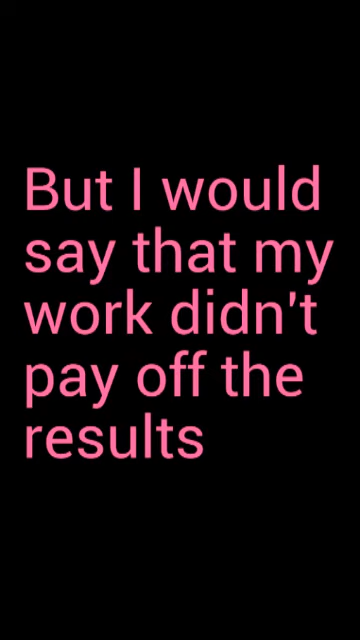 But I would
say that my
work didn't
pay off the
results